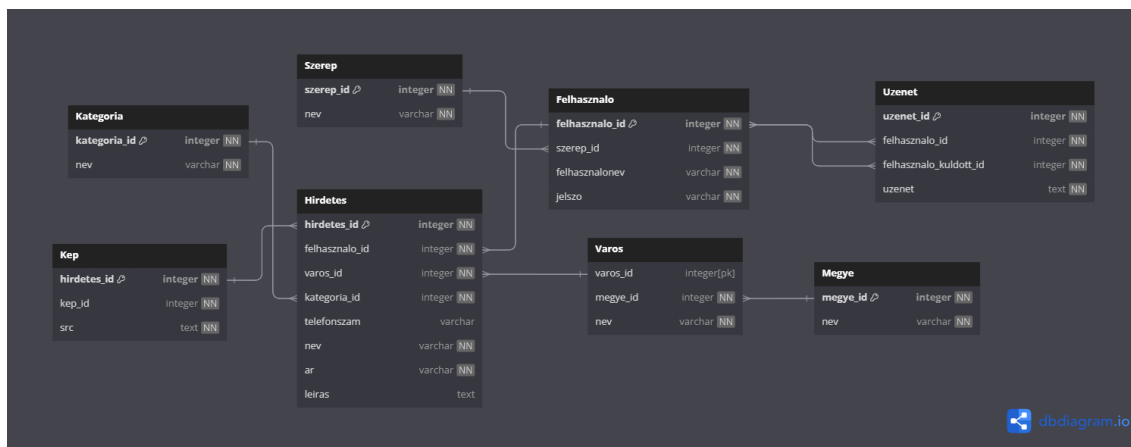 Szerep
szerep_id integer NN
nev varchar NN
Kategoria
kategoria_id integer NN
nev varchar NN
Felhasznalo
felhasznalo_id integer NN
szerep_id integer NN
felhasznalonev varchar NN
jelszo varchar NN
Uzenet
uzenet_id integer NN
felhasznalo_id integer NN
felhasznalo_kuldott_id integer NN
uzenet text NN
Hirdetes
hirdetes_id integer NN
felhasznalo_id integer NN
varos_id integer NN
kategoria_id integer NN
telefonszam varchar
nev varchar NN
ar varchar NN
leiras text
Kep
hirdetes_id integer NN
kep_id integer NN
src text NN
Varos
varos_id integer[pk]
megye_id integer NN
nev varchar NN
Megye
megye_id integer NN
nev varchar NN
dbdiagram.io